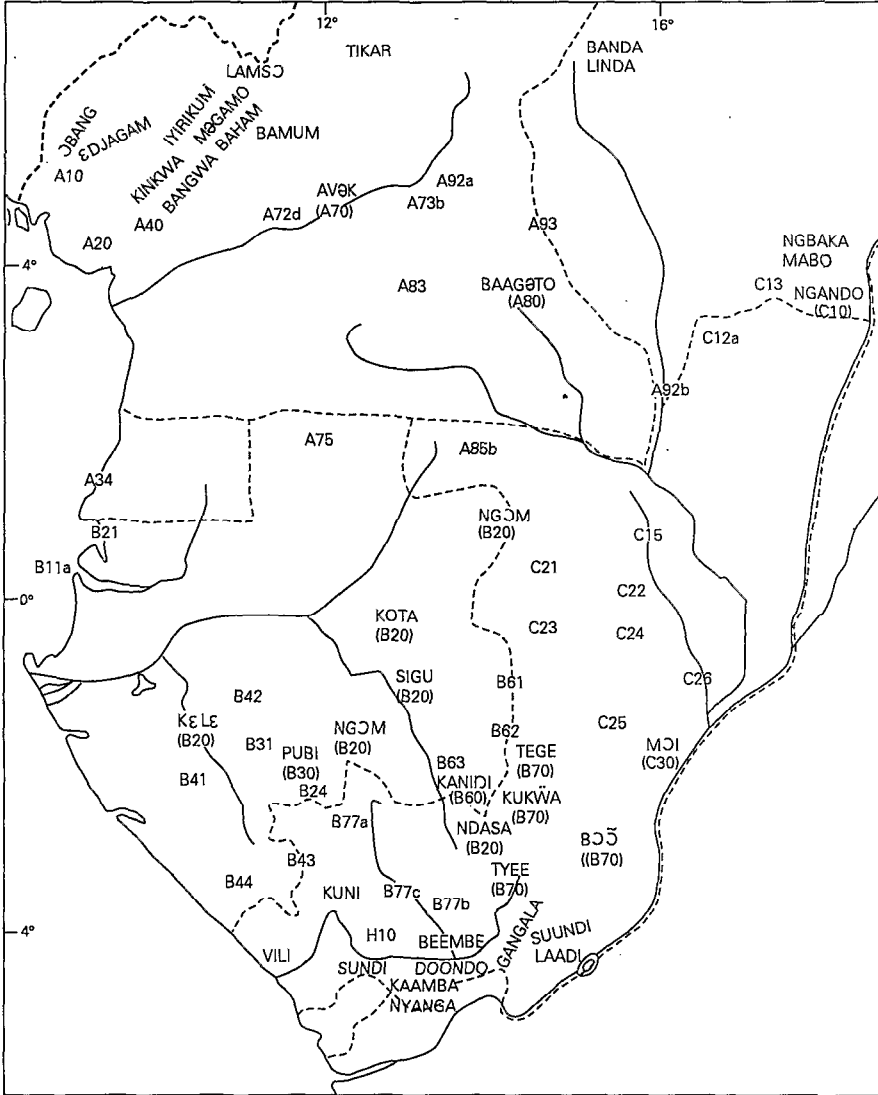 12°
16°
TIKAR
BANDA
LINDA
LAMSƆ
ƆBANG
ƐDJAGAM
IYIRIKUM̀
MƏGAMO
KINKWA
BANGWA
BAHAM
BAMUM
A10
A20
A40
A72d
AVƏK
(A70)
A73b
A92a
A93
4°
A83
BAAGƏTO
(A80)
NGBAKA
MABO
C13
NGANDO
(C10)
C12a
A92b
A75
A85b
A34
B21
B11a
NGƆM
(B20)
C15
C21
C22
0°
KOTA
(B20)
C23
C24
SIGU
(B20)
B61
C26
B42
KƐLƐ
(B20)
B31
PUBI
(B30)
NGƆM
(B20)
B62
C25
TEGE
(B70)
MƆI
(C30)
B41
B24
B63
KANIDI
(B60)
KUKẄA
(B70)
B77a
NDASA
(B20)
BƆƆ̃
((B70)
B43
B44
TYEE
(B70)
KUNI
B77c
B77b
4°
VILI
H10
BEEMBE
GANGALA
SUUNDI
LAADI
SUNDI
DOONDO
KAAMBA
NYANGA